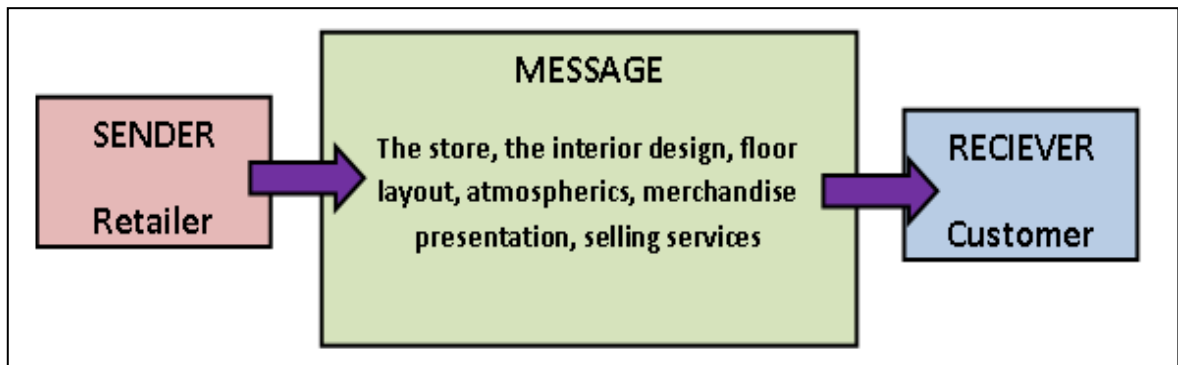 SENDER
Retailer
MESSAGE
The store, the interior design, floor
layout, atmospherics, merchandise
presentation, selling services
RECIEVER
Customer